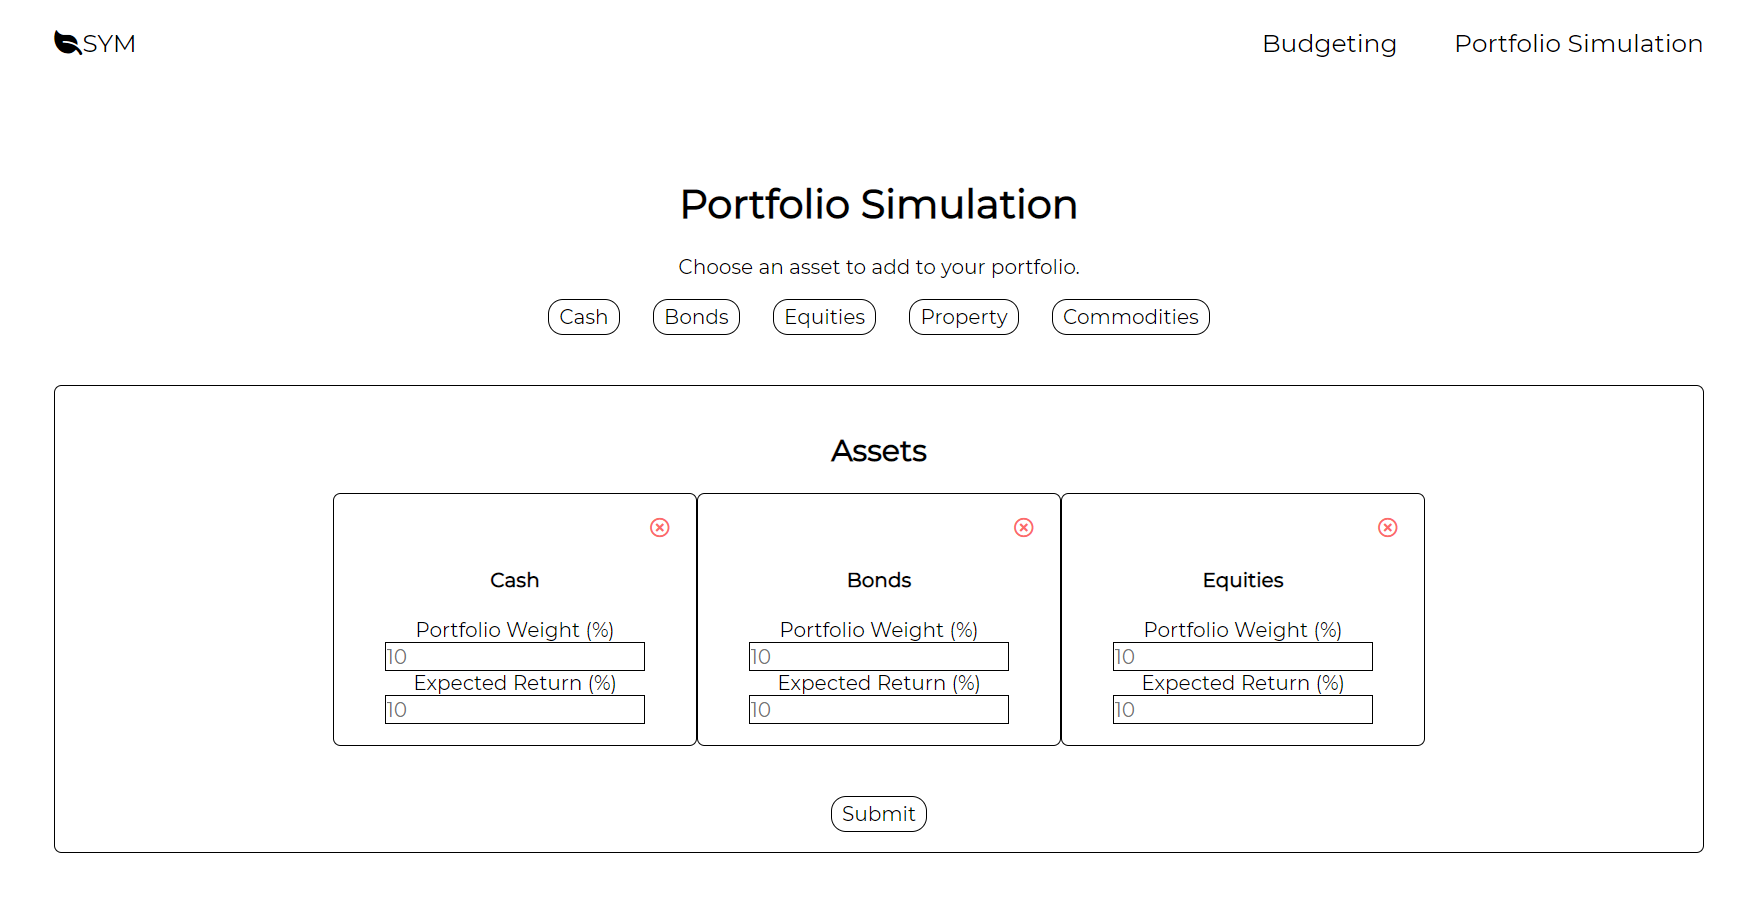 SYM
Budgeting Portfolio Simulation
Portfolio Simulation
Choose an asset to add to your portfolio.
Cash Bonds Equities Property Commodities
Assets
Cash
Portfolio Weight (%)
10
Expected Return (%)
10
Bonds
Portfolio Weight (%)
10
Expected Return (%)
10
Equities
Portfolio Weight (%)
10
Expected Return (%)
10
Submit